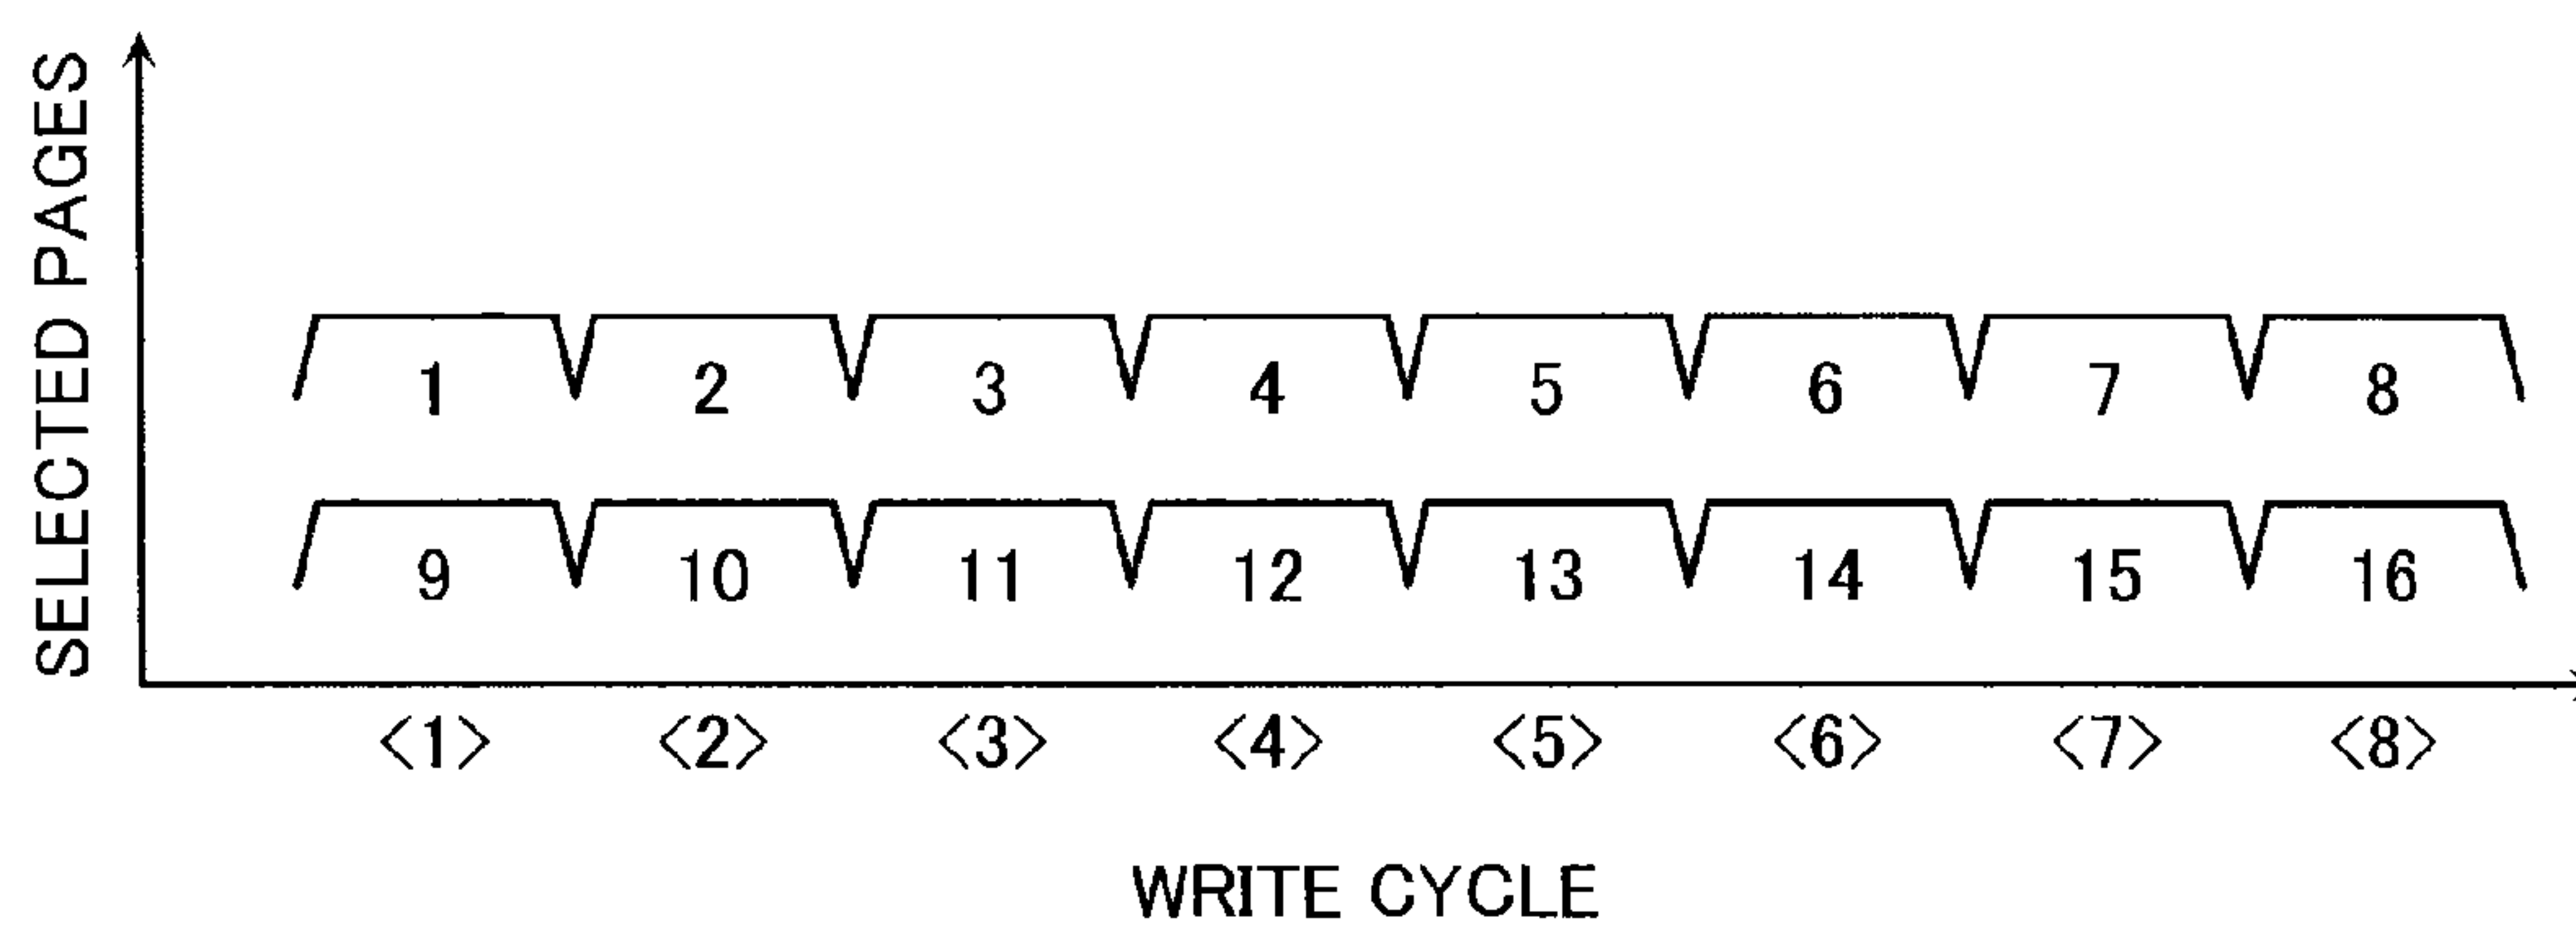 SELECTED PAGES
1 2 3 4 5 6 7 8
9 10 11 12 13 14 15 16
<1> <2> <3> <4> <5> <6> <7> <8>
WRITE CYCLE